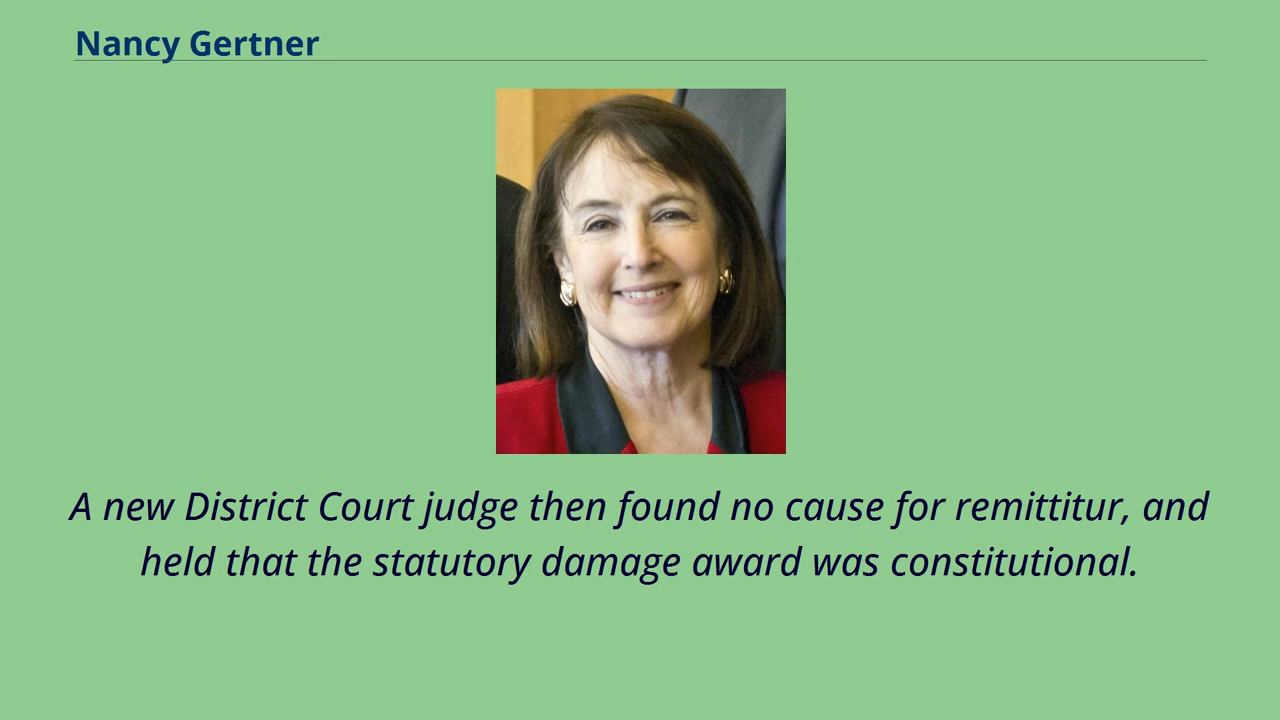 Nancy Gertner
A new District Court judge then found no cause for remittitur, and
held that the statutory damage award was constitutional.